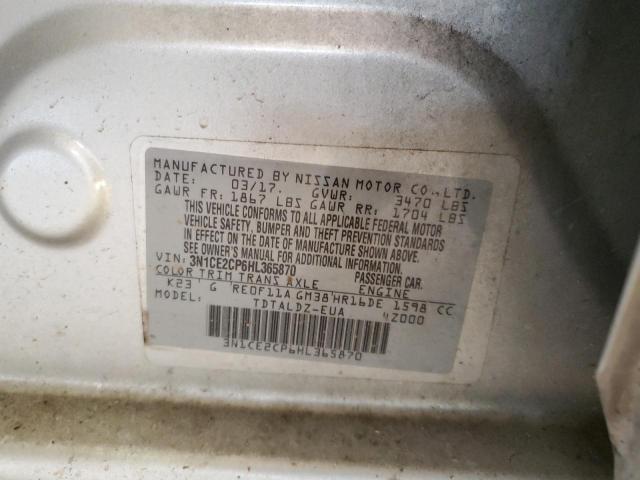 MANUFACTURED BY NISSAN MOTOR CO., LTD.
DATE: 03/17. GVWR: 3470 LBS
GAWR FR: 1867 LBS GAWR RR: 1704 LBS
THIS VEHICLE CONFORMS TO ALL APPLICABLE FEDERAL MOTOR
VEHICLE SAFETY, BUMPER AND THEFT PREVENTION STANDARDS
IN EFFECT ON THE DATE OF MANUFACTURE SHOWN ABOVE.
SEE OWNER'S MANUAL FOR ADDITIONAL INFORMATION.
VIN: 3N1CE2CP6HL365870 PASSENGER CAR.
COLOR TRIM TRANS AXLE ENGINE
K23 G RE0F11A GM38 HR16DE 1598 CC
MODEL: TDTALDZ-EUA 4Z000
3N1CE2CP6HL365870